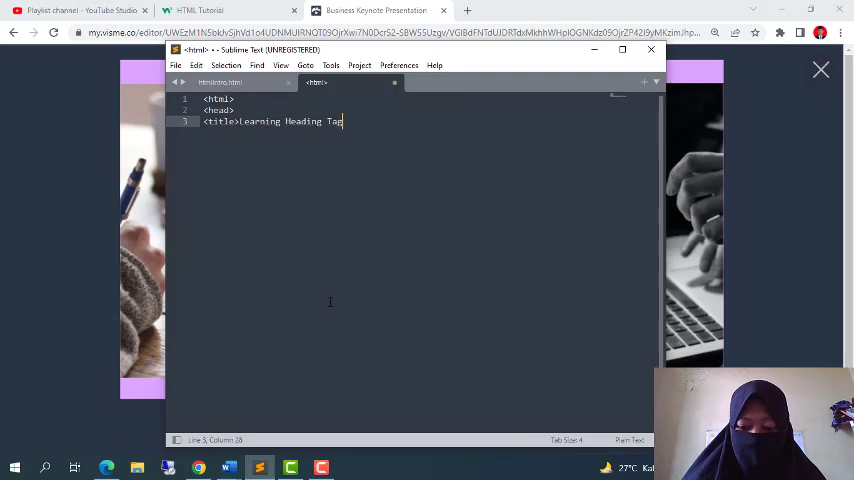 Playlist channel - YouTube Studio
HTML Tutorial
Business Keynote Presentation -
<html> • - Sublime Text (UNREGISTERED)
File Edit Selection Find View Goto Tools Project Preferences Help
htmlintro.html
<html>
1 <html>
2 <head>
3 <title>Learning Heading Tag
Line 3, Column 28
Tab Size: 4
Plain Text
27°C Kal